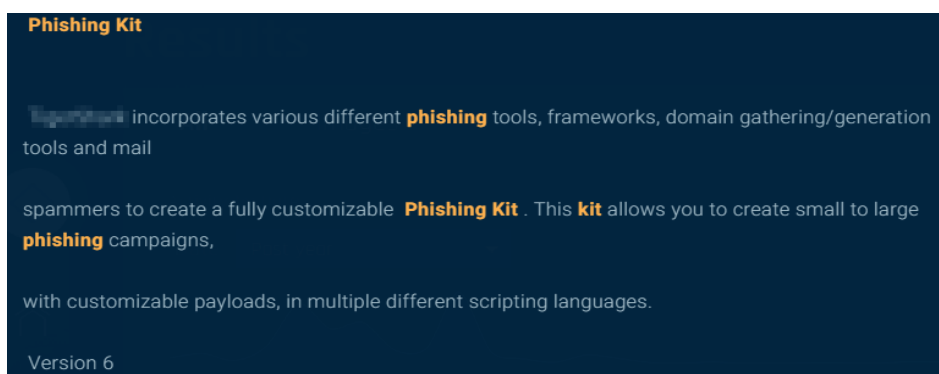 Phishing Kit
incorporates various different phishing tools, frameworks, domain gathering/generation
tools and mail
spammers to create a fully customizable Phishing Kit . This kit allows you to create small to large
phishing campaigns,
with customizable payloads, in multiple different scripting languages.
Version 6